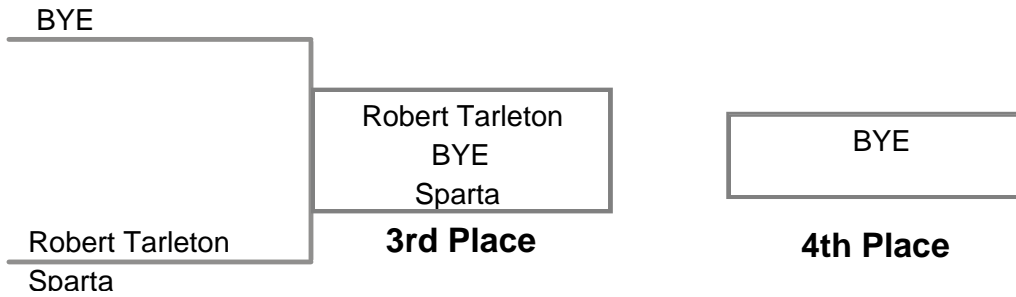 BYE
Robert Tarleton
BYE
Sparta
3rd Place
BYE
4th Place
Robert Tarleton
Sparta